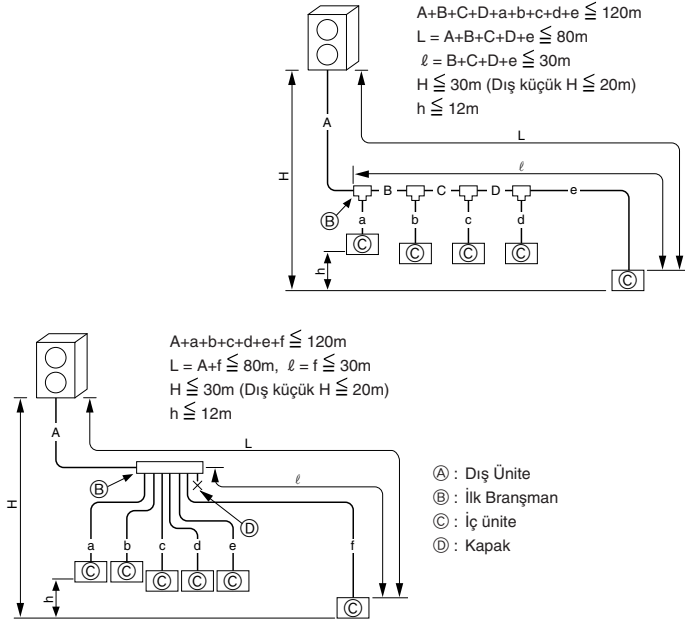 A+B+C+D+a+b+c+d+e ≦ 120m
L = A+B+C+D+e ≦ 80m
ℓ = B+C+D+e ≦ 30m
H ≦ 30m (Dış küçük H ≦ 20m)
h ≦ 12m
A
L
ℓ
H
B C D e
Ⓑ a b c d
Ⓒ Ⓒ Ⓒ Ⓒ
h
Ⓒ
A+a+b+c+d+e+f ≦ 120m
L = A+f ≦ 80m, ℓ = f ≦ 30m
H ≦ 30m (Dış küçük H ≦ 20m)
h ≦ 12m
A
L
ℓ
H
Ⓑ
Ⓓ
a b c d e f
Ⓒ Ⓒ Ⓒ Ⓒ Ⓒ
h
Ⓒ
Ⓐ : Dış Ünite
Ⓑ : İlk Branşman
Ⓒ : İç ünite
Ⓓ : Kapak